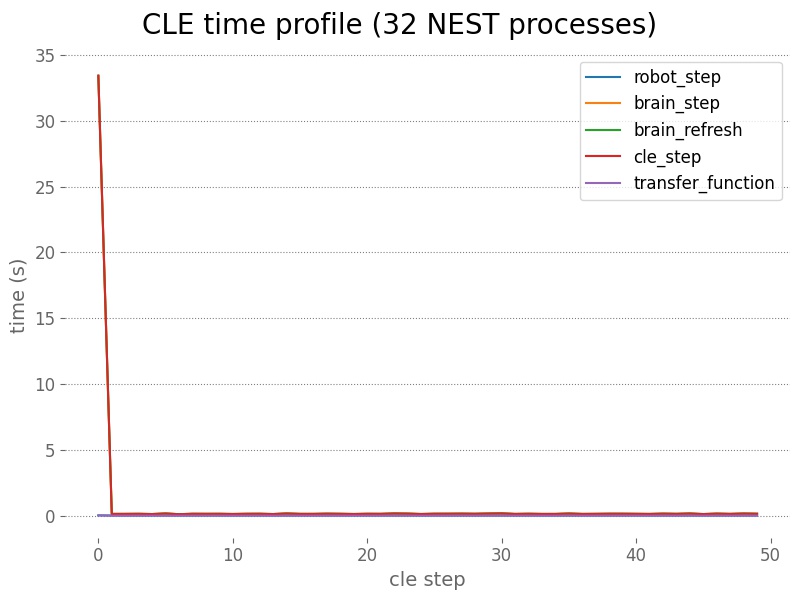 CLE time profile (32 NEST processes)
35
30
25
20
15
10
5
0
time (s)
robot_step
brain_step
brain_refresh
cle_step
transfer_function
0 10 20 30 40 50
cle step